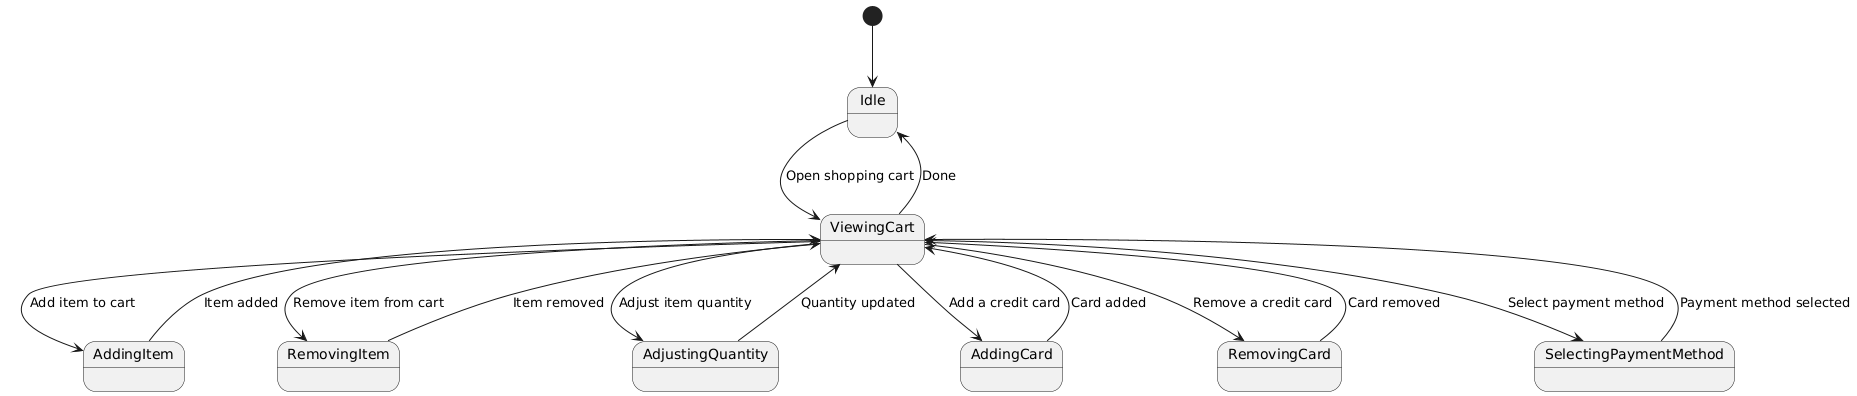 Idle
Open shopping cart
Done
ViewingCart
Add item to cart
Item added
Remove item from cart
Item removed
Adjust item quantity
Quantity updated
Add a credit card
Card added
Remove a credit card
Card removed
Select payment method
Payment method selected
AddingItem
RemovingItem
AdjustingQuantity
AddingCard
RemovingCard
SelectingPaymentMethod